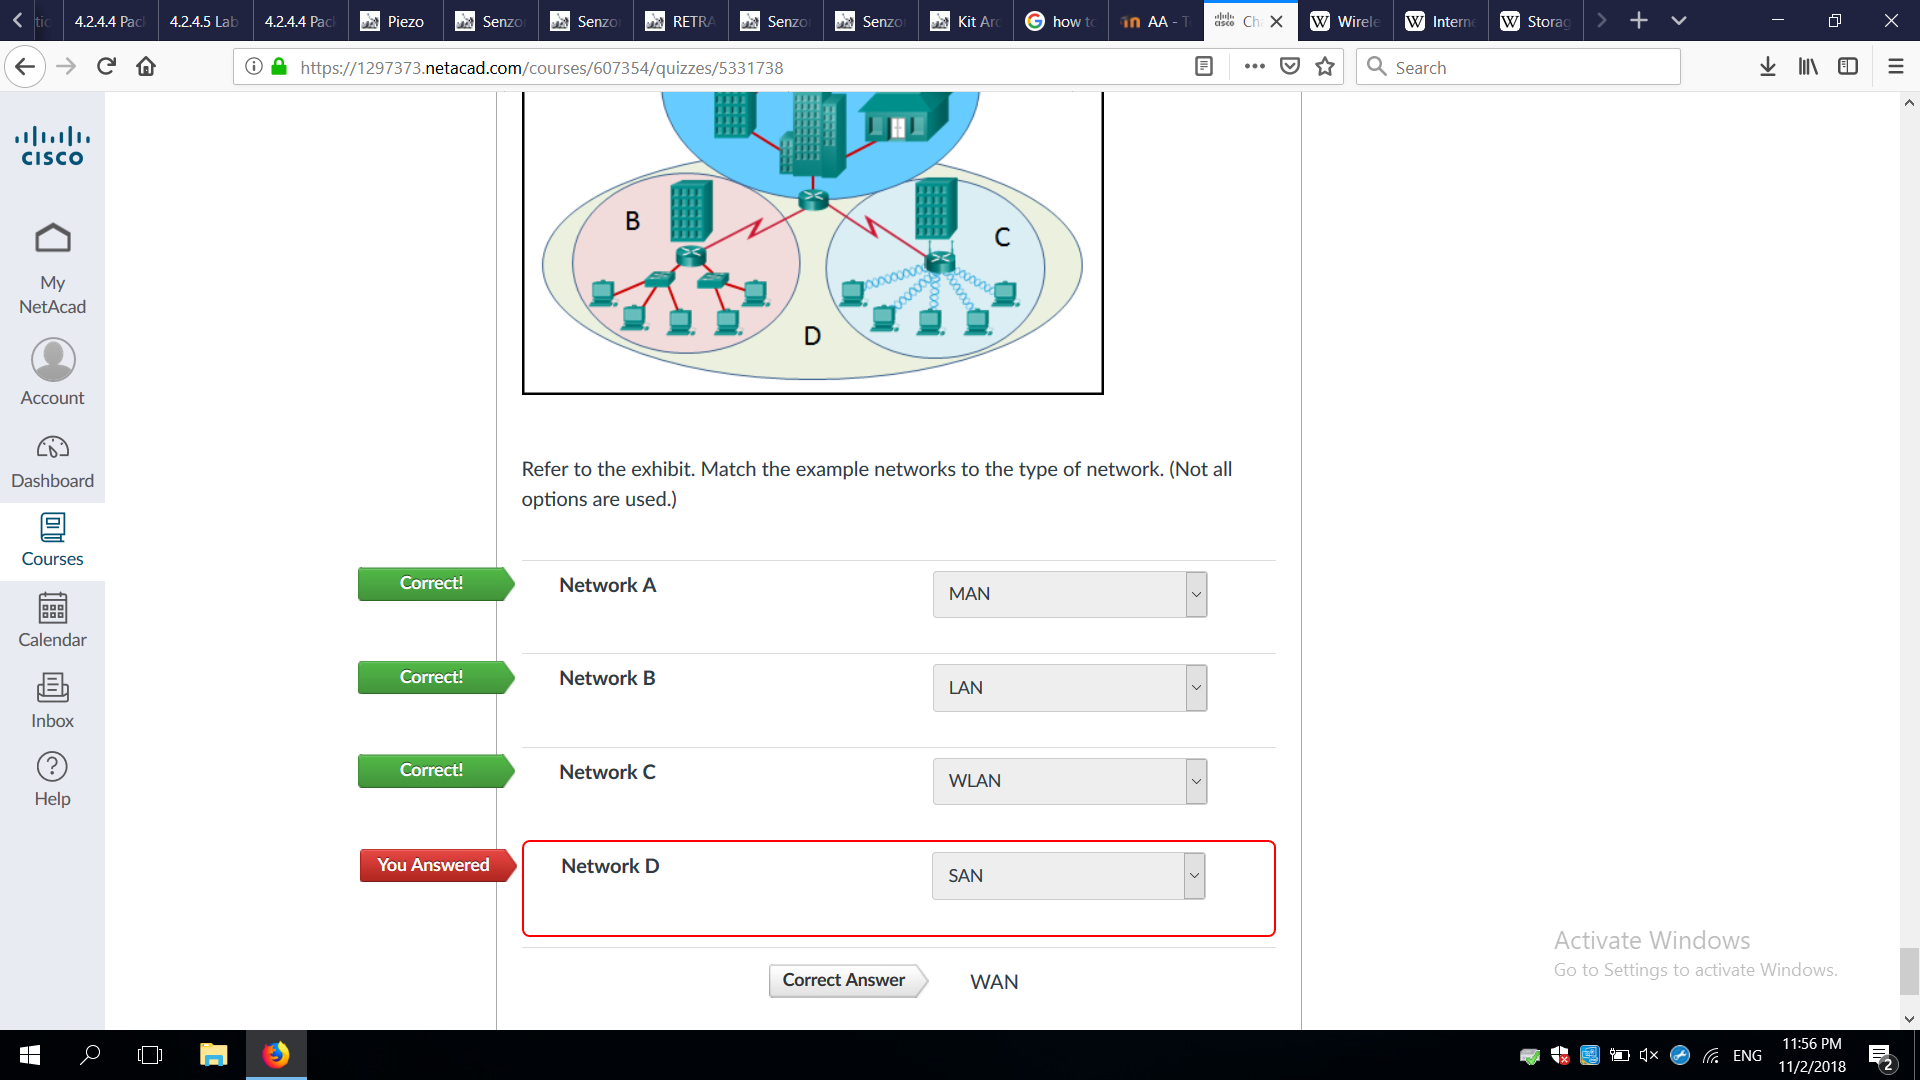 4.2.4.4 Pac
4.2.4.5 Lab
4.2.4.4 Pac
Piezo
Senzo
Senzo
RETRA
Senzo
Senzo
Kit Ard
how to
AA - T
Ch
Wirele
Interne
Storag
https://1297373.netacad.com/courses/607354/quizzes/5331738
Search
CISCO
My
NetAcad
Account
Dashboard
Courses
Calendar
Inbox
Help
B
C
D
Refer to the exhibit. Match the example networks to the type of network. (Not all
options are used.)
Correct!
Network A
MAN
Correct!
Network B
LAN
Correct!
Network C
WLAN
You Answered
Network D
SAN
Correct Answer
WAN
Activate Windows
Go to Settings to activate Windows.
ENG
11:56 PM
11/2/2018
2